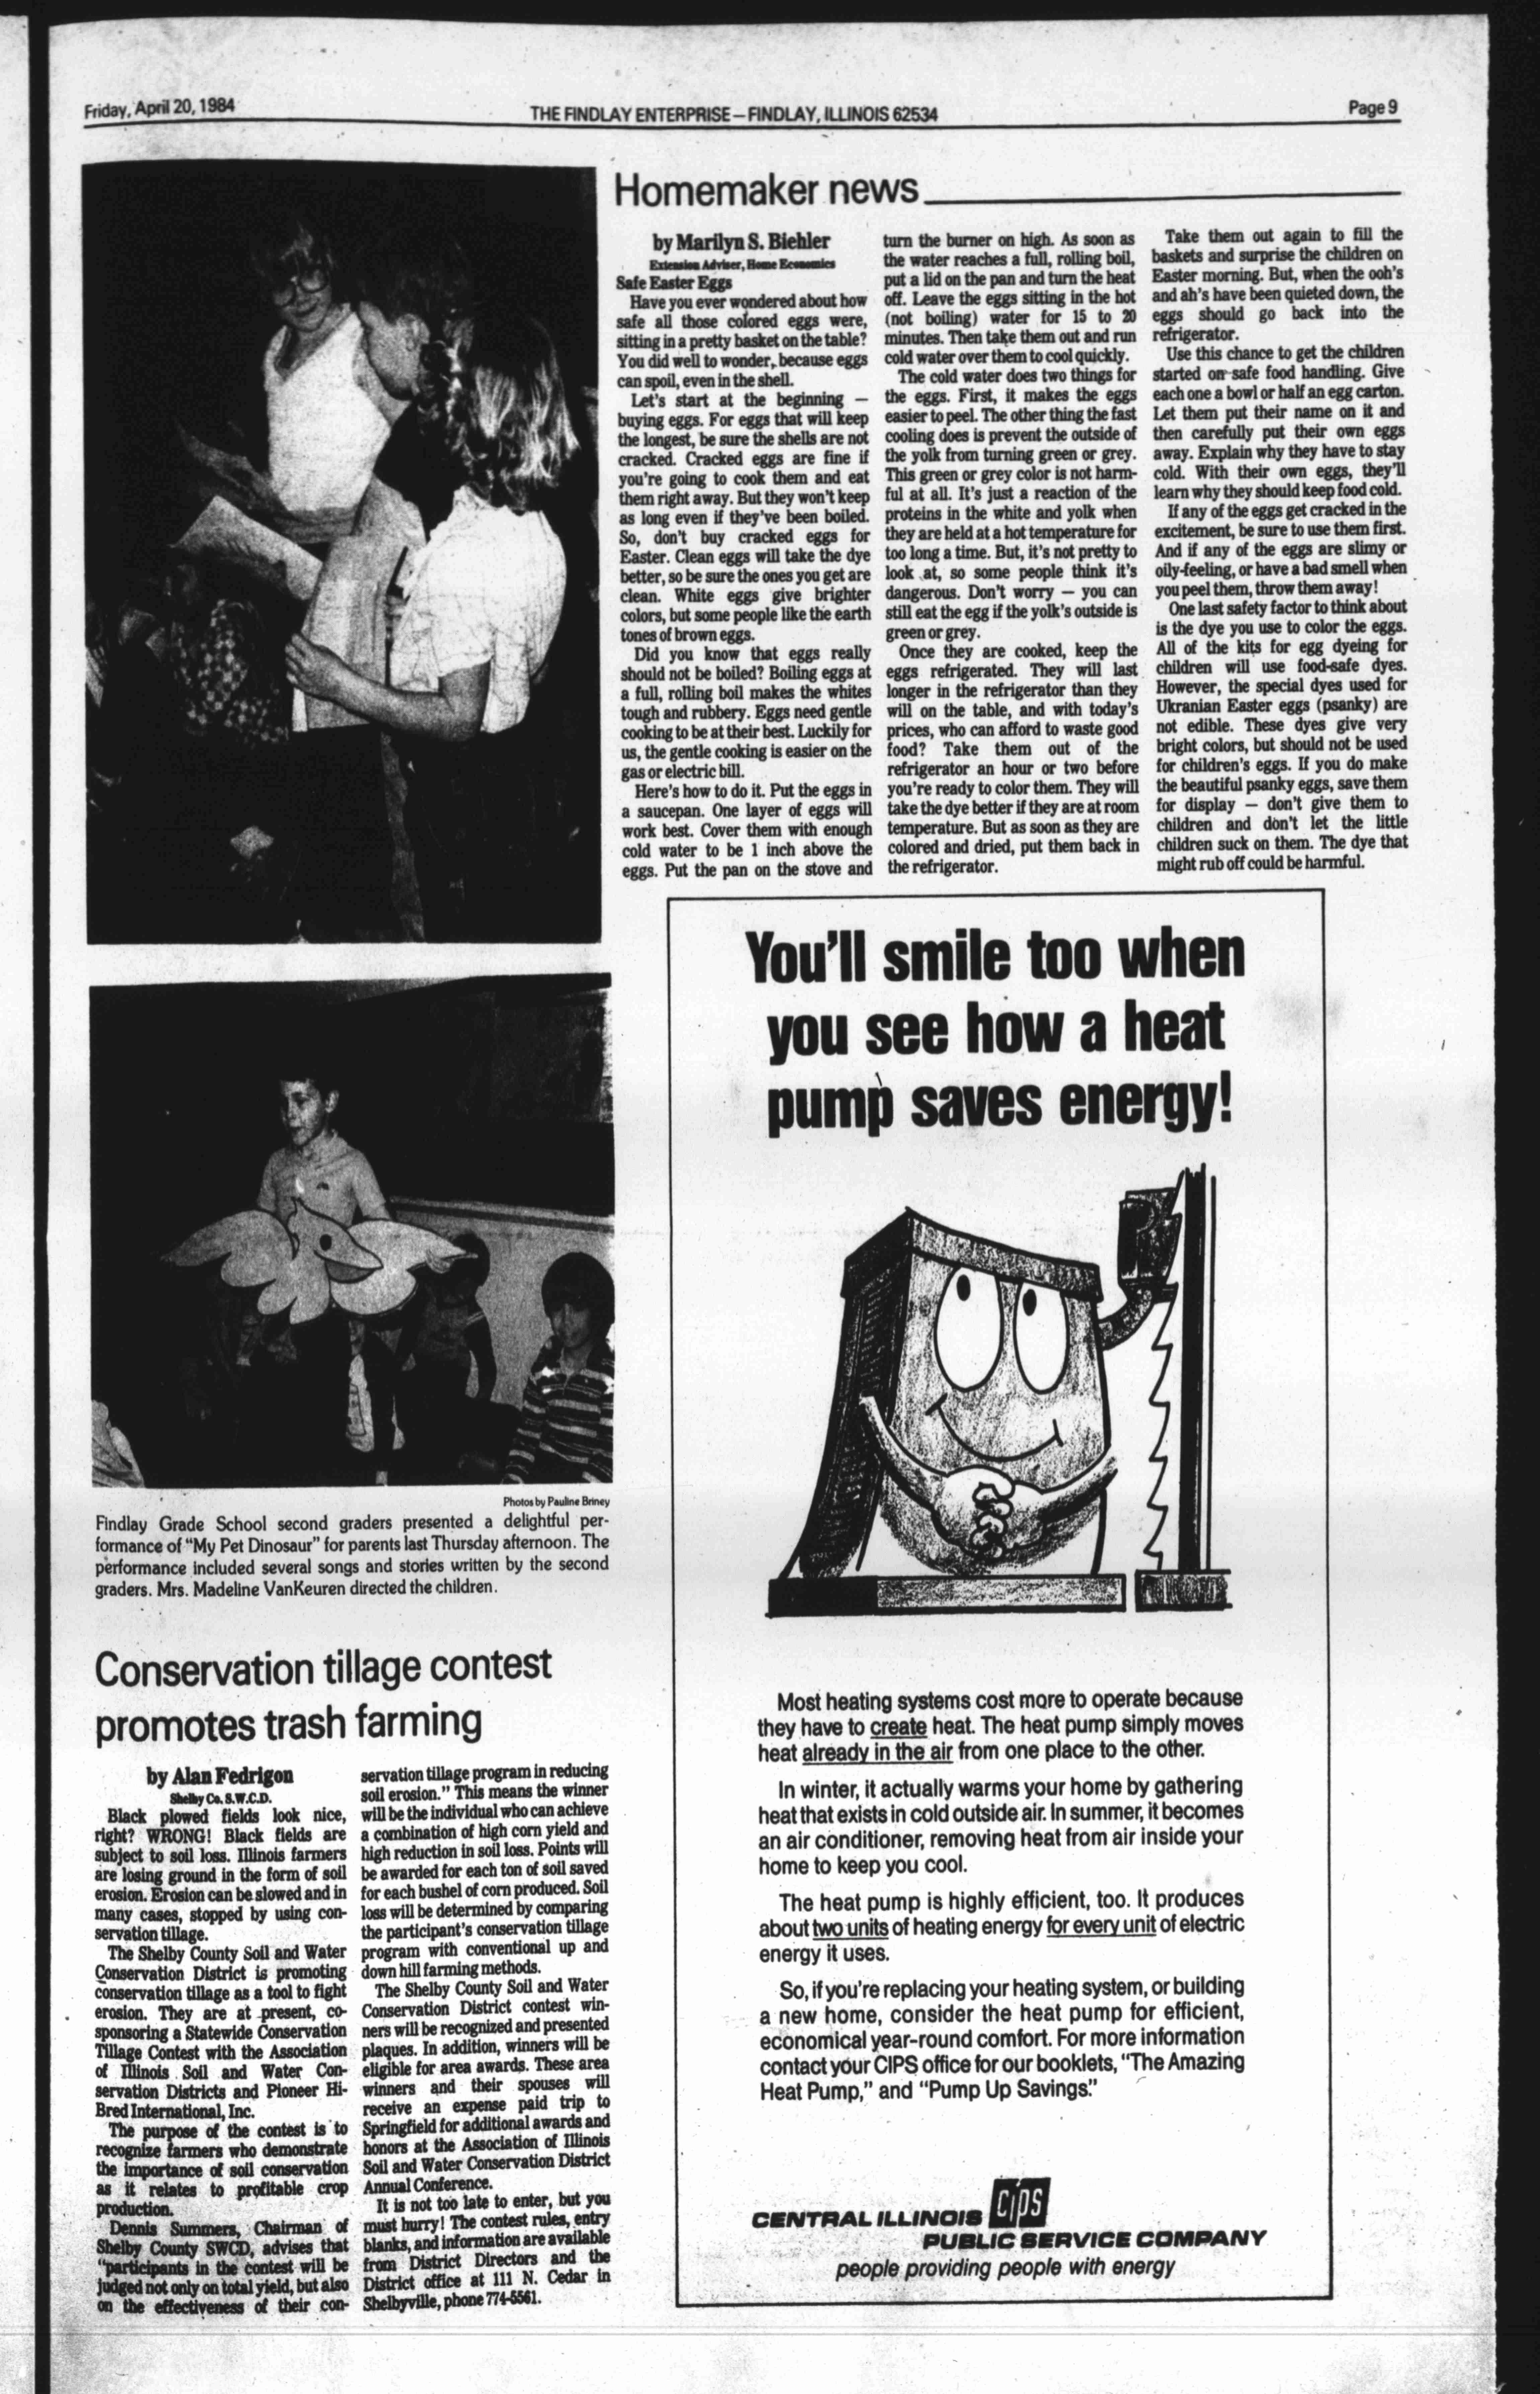 Friday, April 20, 1984
THE FINDLAY ENTERPRISE – FINDLAY, ILLINOIS 62534
Page 9
Homemaker news
by Marilyn S. Biehler
Extension Adviser, Home Economics
Safe Easter Eggs
Have you ever wondered about how
safe all those colored eggs were,
sitting in a pretty basket on the table?
You did well to wonder, because eggs
can spoil, even in the shell.
Let's start at the beginning —
buying eggs. For eggs that will keep
the longest, be sure the shells are not
cracked. Cracked eggs are fine if
you're going to cook them and eat
them right away. But they won't keep
as long even if they've been boiled.
So, don't buy cracked eggs for
Easter. Clean eggs will take the dye
better, so be sure the ones you get are
clean. White eggs give brighter
colors, but some people like the earth
tones of brown eggs.
Did you know that eggs really
should not be boiled? Boiling eggs at
a full, rolling boil makes the whites
tough and rubbery. Eggs need gentle
cooking to be at their best. Luckily for
us, the gentle cooking is easier on the
gas or electric bill.
Here's how to do it. Put the eggs in
a saucepan. One layer of eggs will
work best. Cover them with enough
cold water to be 1 inch above the
eggs. Put the pan on the stove and
turn the burner on high. As soon as
the water reaches a full, rolling boil,
put a lid on the pan and turn the heat
off. Leave the eggs sitting in the hot
(not boiling) water for 15 to 20
minutes. Then take them out and run
cold water over them to cool quickly.
The cold water does two things for
the eggs. First, it makes the eggs
easier to peel. The other thing the fast
cooling does is prevent the outside of
the yolk from turning green or grey.
This green or grey color is not harm-
ful at all. It's just a reaction of the
proteins in the white and yolk when
they are held at a hot temperature for
too long a time. But, it's not pretty to
look at, so some people think it's
dangerous. Don't worry — you can
still eat the egg if the yolk's outside is
green or grey.
Once they are cooked, keep the
eggs refrigerated. They will last
longer in the refrigerator than they
will on the table, and with today's
prices, who can afford to waste good
food? Take them out of the
refrigerator an hour or two before
you're ready to color them. They will
take the dye better if they are at room
temperature. But as soon as they are
colored and dried, put them back in
the refrigerator.
Take them out again to fill the
baskets and surprise the children on
Easter morning. But, when the ooh's
and ah's have been quieted down, the
eggs should go back into the
refrigerator.
Use this chance to get the children
started on safe food handling. Give
each one a bowl or half an egg carton.
Let them put their name on it and
then carefully put their own eggs
away. Explain why they have to stay
cold. With their own eggs, they'll
learn why they should keep food cold.
If any of the eggs get cracked in the
excitement, be sure to use them first.
And if any of the eggs are slimy or
oily-feeling, or have a bad smell when
you peel them, throw them away!
One last safety factor to think about
is the dye you use to color the eggs.
All of the kits for egg dyeing for
children will use food-safe dyes.
However, the special dyes used for
Ukranian Easter eggs (psanky) are
not edible. These dyes give very
bright colors, but should not be used
for children's eggs. If you do make
the beautiful psanky eggs, save them
for display — don't give them to
children and don't let the little
children suck on them. The dye that
might rub off could be harmful.
Photos by Pauline Briney
Findlay Grade School second graders presented a delightful per-
formance of "My Pet Dinosaur" for parents last Thursday afternoon. The
performance included several songs and stories written by the second
graders. Mrs. Madeline VanKeuren directed the children.
Conservation tillage contest
promotes trash farming
by Alan Fedrigon
Shelby Co. S.W.C.D.
Black plowed fields look nice,
right? WRONG! Black fields are
subject to soil loss. Illinois farmers
are losing ground in the form of soil
erosion. Erosion can be slowed and in
many cases, stopped by using con-
servation tillage.
The Shelby County Soil and Water
Conservation District is promoting
conservation tillage as a tool to fight
erosion. They are at present, co-
sponsoring a Statewide Conservation
Tillage Contest with the Association
of Illinois Soil and Water Con-
servation Districts and Pioneer Hi-
Bred International, Inc.
The purpose of the contest is to
recognize farmers who demonstrate
the importance of soil conservation
as it relates to profitable crop
production.
Dennis Summers, Chairman of
Shelby County SWCD, advises that
"participants in the contest will be
judged not only on total yield, but also
on the effectiveness of their con-
servation tillage program in reducing
soil erosion." This means the winner
will be the individual who can achieve
a combination of high corn yield and
high reduction in soil loss. Points will
be awarded for each ton of soil saved
for each bushel of corn produced. Soil
loss will be determined by comparing
the participant's conservation tillage
program with conventional up and
down hill farming methods.
The Shelby County Soil and Water
Conservation District contest win-
ners will be recognized and presented
plaques. In addition, winners will be
eligible for area awards. These area
winners and their spouses will
receive an expense paid trip to
Springfield for additional awards and
honors at the Association of Illinois
Soil and Water Conservation District
Annual Conference.
It is not too late to enter, but you
must hurry! The contest rules, entry
blanks, and information are available
from District Directors and the
District office at 111 N. Cedar in
Shelbyville, phone 774-5561.
You'll smile too when
you see how a heat
pump saves energy!
Most heating systems cost more to operate because
they have to create heat. The heat pump simply moves
heat already in the air from one place to the other.
In winter, it actually warms your home by gathering
heat that exists in cold outside air. In summer, it becomes
an air conditioner, removing heat from air inside your
home to keep you cool.
The heat pump is highly efficient, too. It produces
about two units of heating energy for every unit of electric
energy it uses.
So, if you're replacing your heating system, or building
a new home, consider the heat pump for efficient,
economical year-round comfort. For more information
contact your CIPS office for our booklets, "The Amazing
Heat Pump," and "Pump Up Savings."
CENTRAL ILLINOIS CIPS
PUBLIC SERVICE COMPANY
people providing people with energy